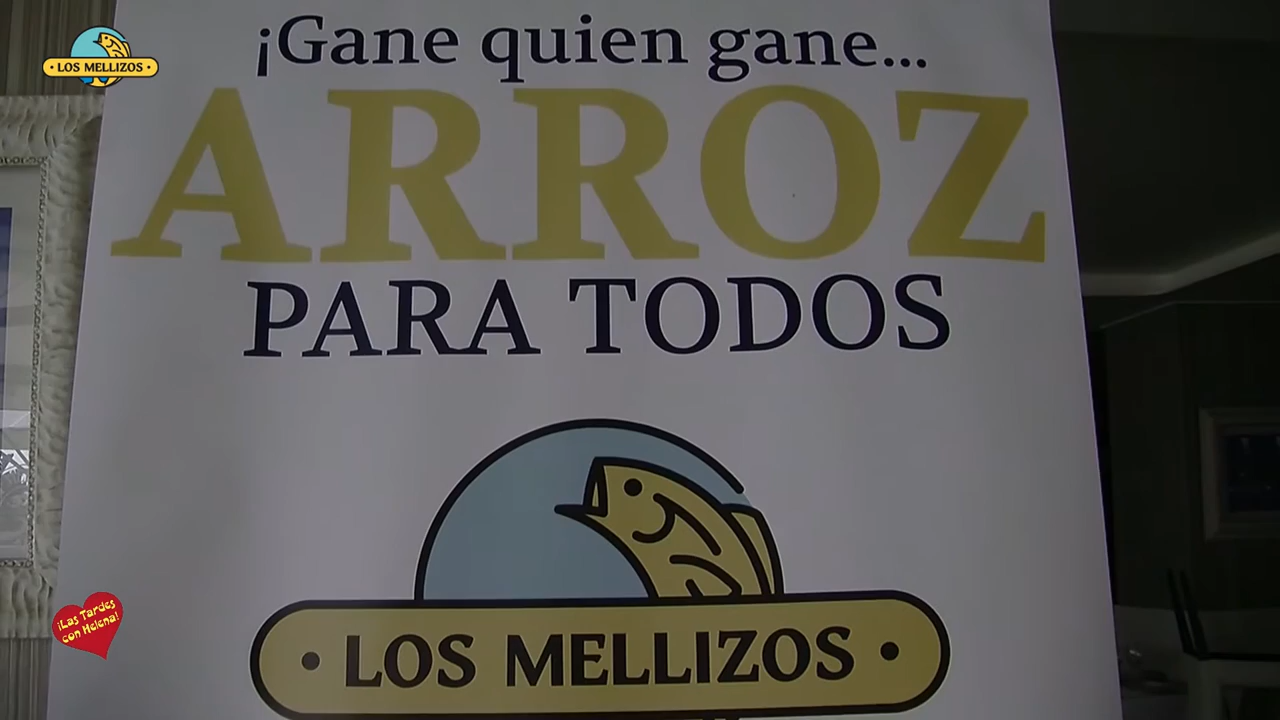 LOS MELLIZOS
¡Gane quien gane...
ARROZ
PARA TODOS
LOS MELLIZOS
¡Las Tardes
con Helena!